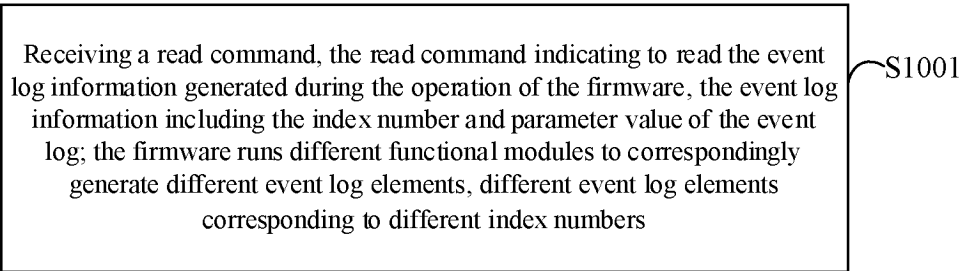 Receiving a read command, the read command indicating to read the event
log information generated during the operation of the firmware, the event log
information including the index number and parameter value of the event
log; the firmware runs different functional modules to correspondingly
generate different event log elements, different event log elements
corresponding to different index numbers
S1001